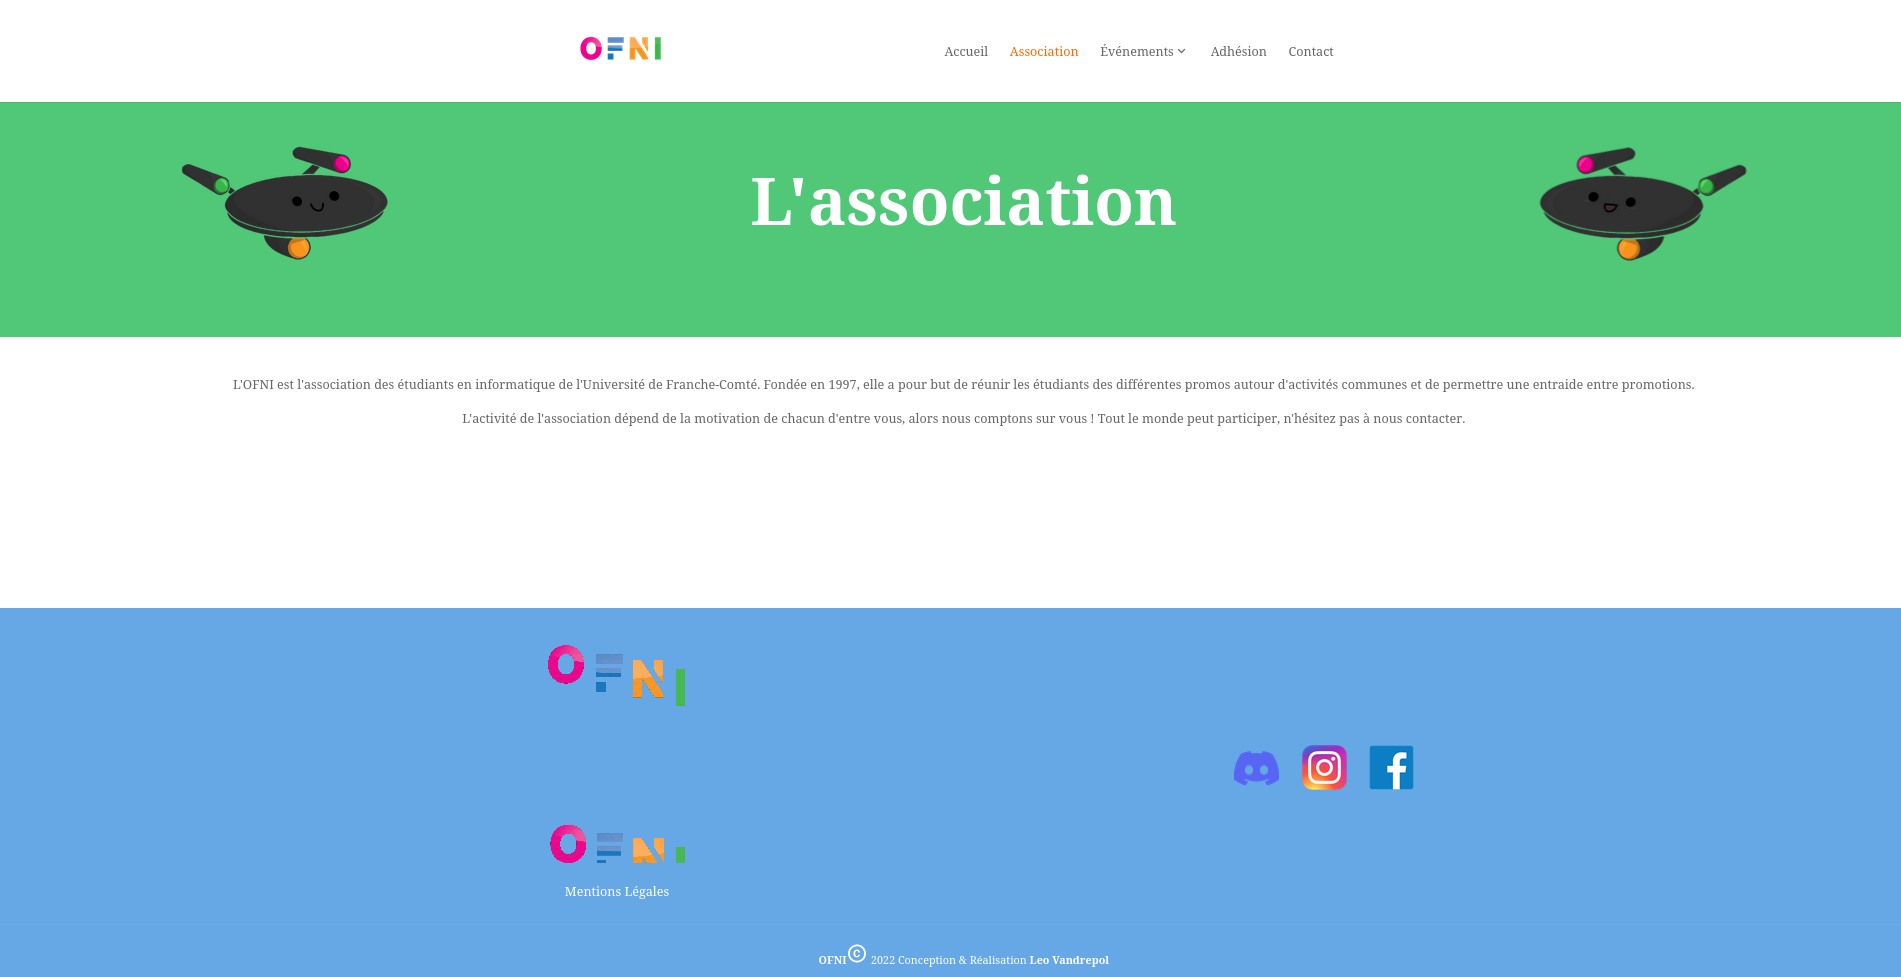 OFNI
Accueil Association Événements Adhésion Contact
L'association
L'OFNI est l'association des étudiants en informatique de l'Université de Franche-Comté. Fondée en 1997, elle a pour but de réunir les étudiants des différentes promos autour d'activités communes et de permettre une entraide entre promotions.
L'activité de l'association dépend de la motivation de chacun d'entre vous, alors nous comptons sur vous ! Tout le monde peut participer, n'hésitez pas à nous contacter.
OFNI
OFNI
Mentions Légales
OFNI © 2022 Conception & Réalisation Leo Vandrepol